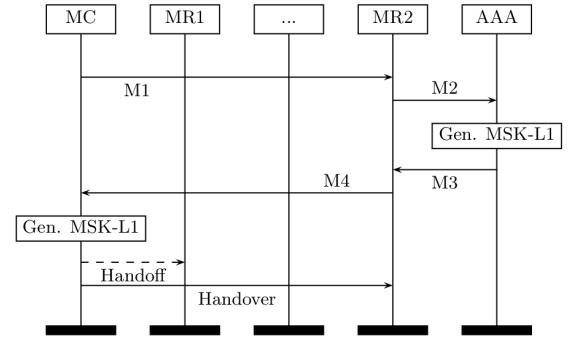 MC
MR1
...
MR2
AAA
M1
M2
Gen. MSK-L1
M3
M4
Gen. MSK-L1
Handoff
Handover